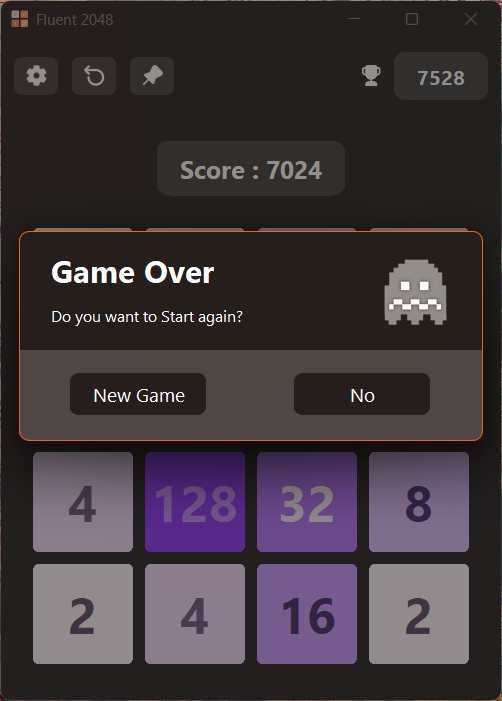 Fluent 2048
7528
Score : 7024
Game Over
Do you want to Start again?
New Game No
4 128 32 8
2 4 16 2